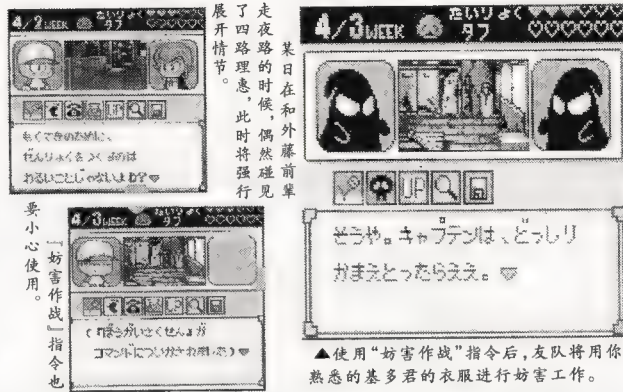 4/2WEEK たいりょく
タフ
もくてきのために、
ぜんりょくをつくすのは
わるいことじゃないよね?
某日在和外藤前辈
走夜路的时候，偶然碰见
了四路理惠，此时将强行
展开情节。
4/3WEEK たいりょく
タフ
UP
そうや。キャプテンは、どっしり
かまえとったらええ。
▲使用“妨害作战”指令后，友队将用你
熟悉的基多君的衣服进行妨害工作。
4/3WEEK たいりょく
タフ
UP
(『ぼうがいさくせん』が
コマンドについかされた)
『妨害作战』指令也
要小心使用。